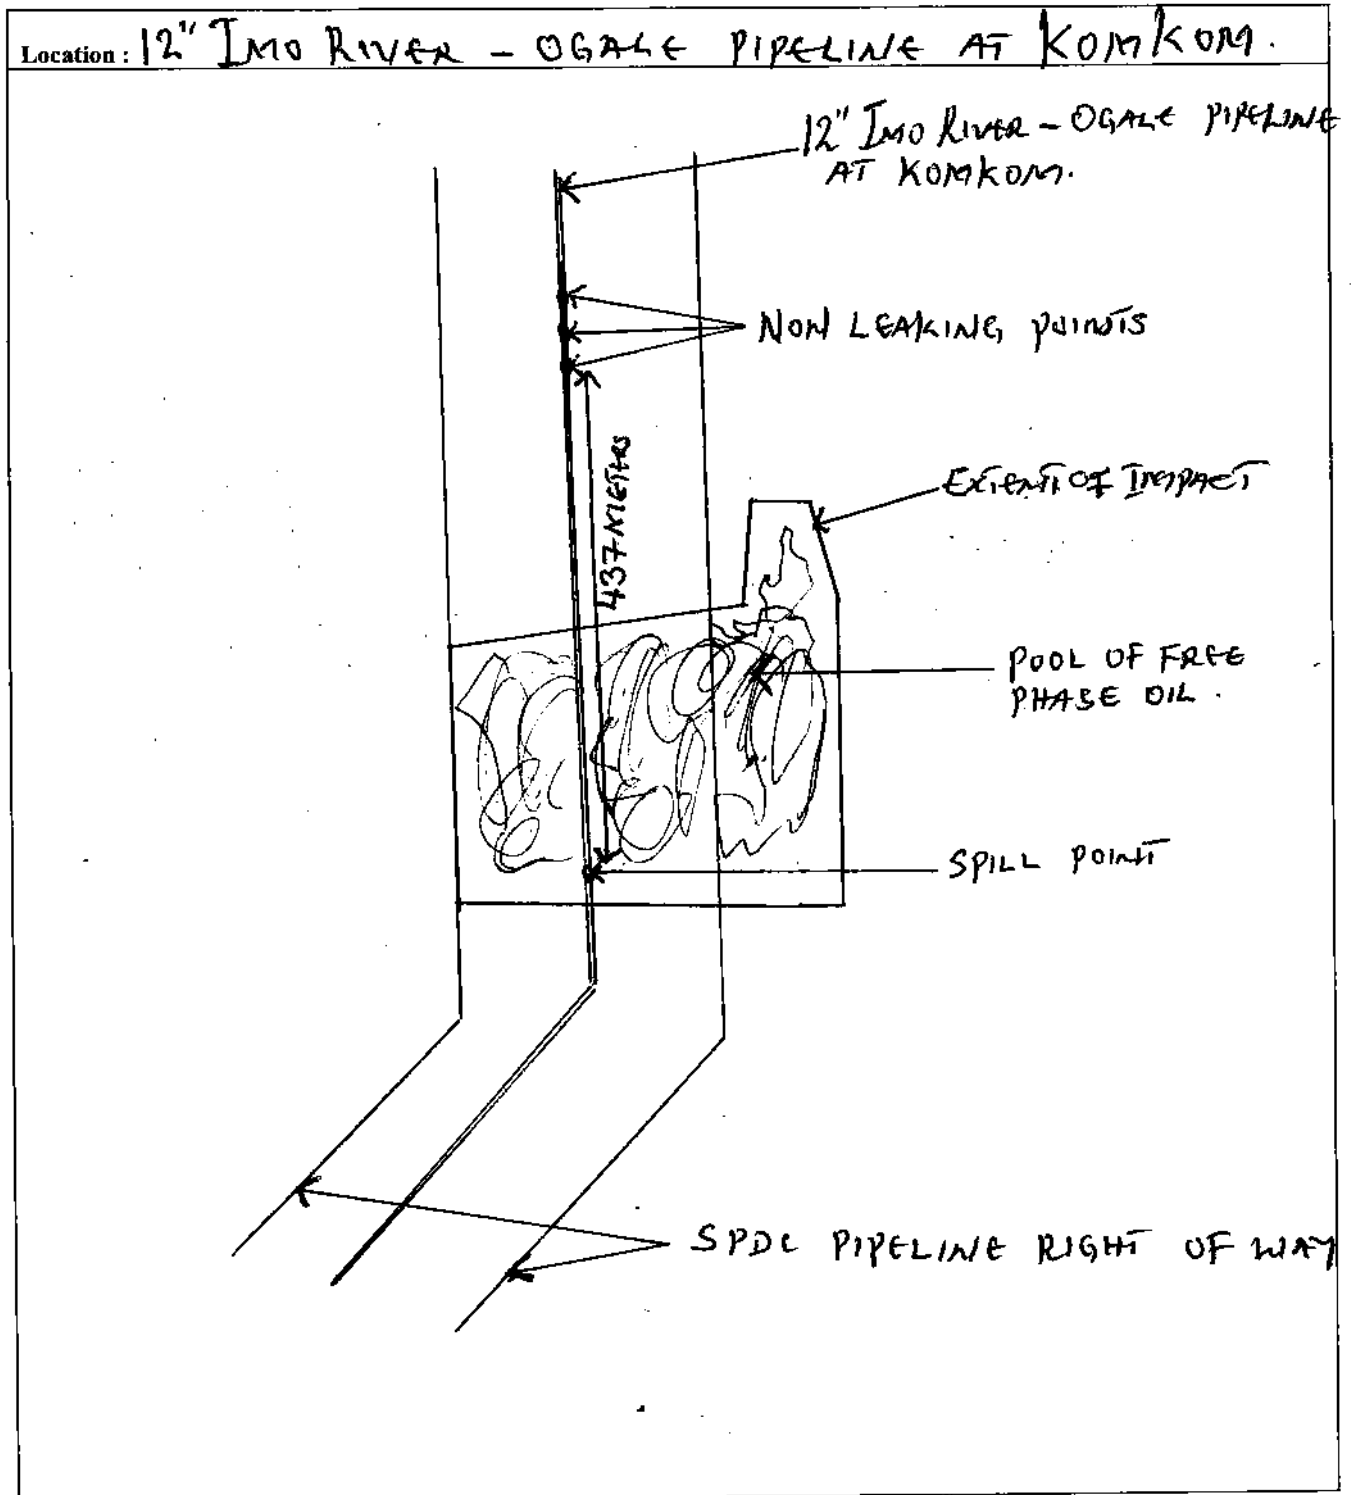 Location : 12" IMO RIVER – OGALE PIPELINE AT KOMKOM.
12" IMO RIVER – OGALE PIPELINE
AT KOMKOM.
NON LEAKING POINTS
EXTENT OF IMPACT
437 METERS
POOL OF FREE
PHASE OIL.
SPILL POINT
SPDC PIPELINE RIGHT OF WAY